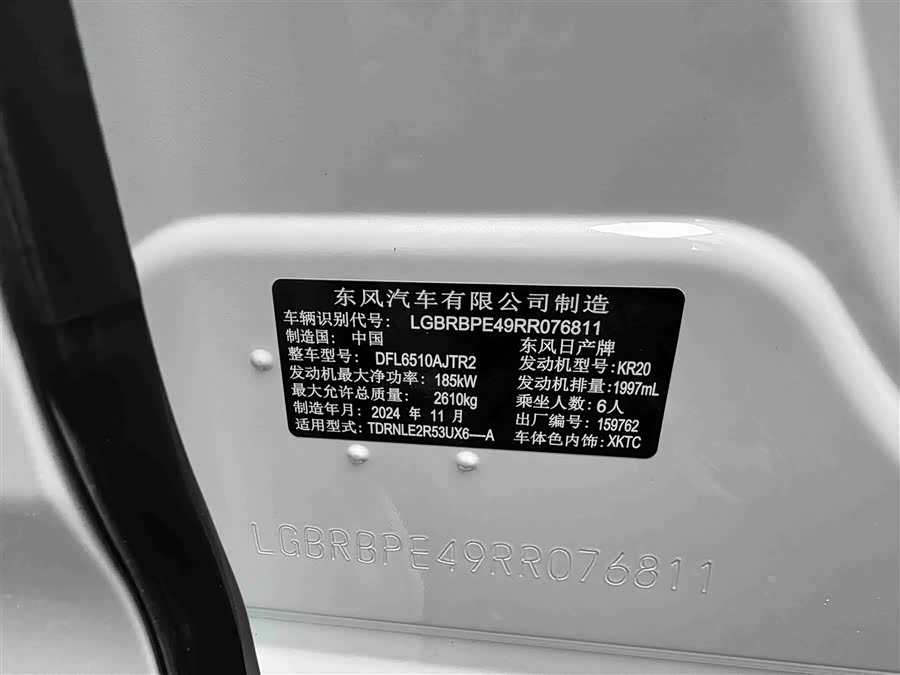 东风汽车有限公司制造
车辆识别代号： LGBRBPE49RR076811
制造国： 中国 东风日产牌
整车型号： DFL6510AJTR2 发动机型号：KR20
发动机最大净功率： 185kW 发动机排量：1997mL
最大允许总质量： 2610kg 乘坐人数：6人
制造年月：2024 年 11 月 出厂编号：159762
适用型式：TDRNLE2R53UX6—A 车体色内饰：XKTC
LGBRBPE49RR076811